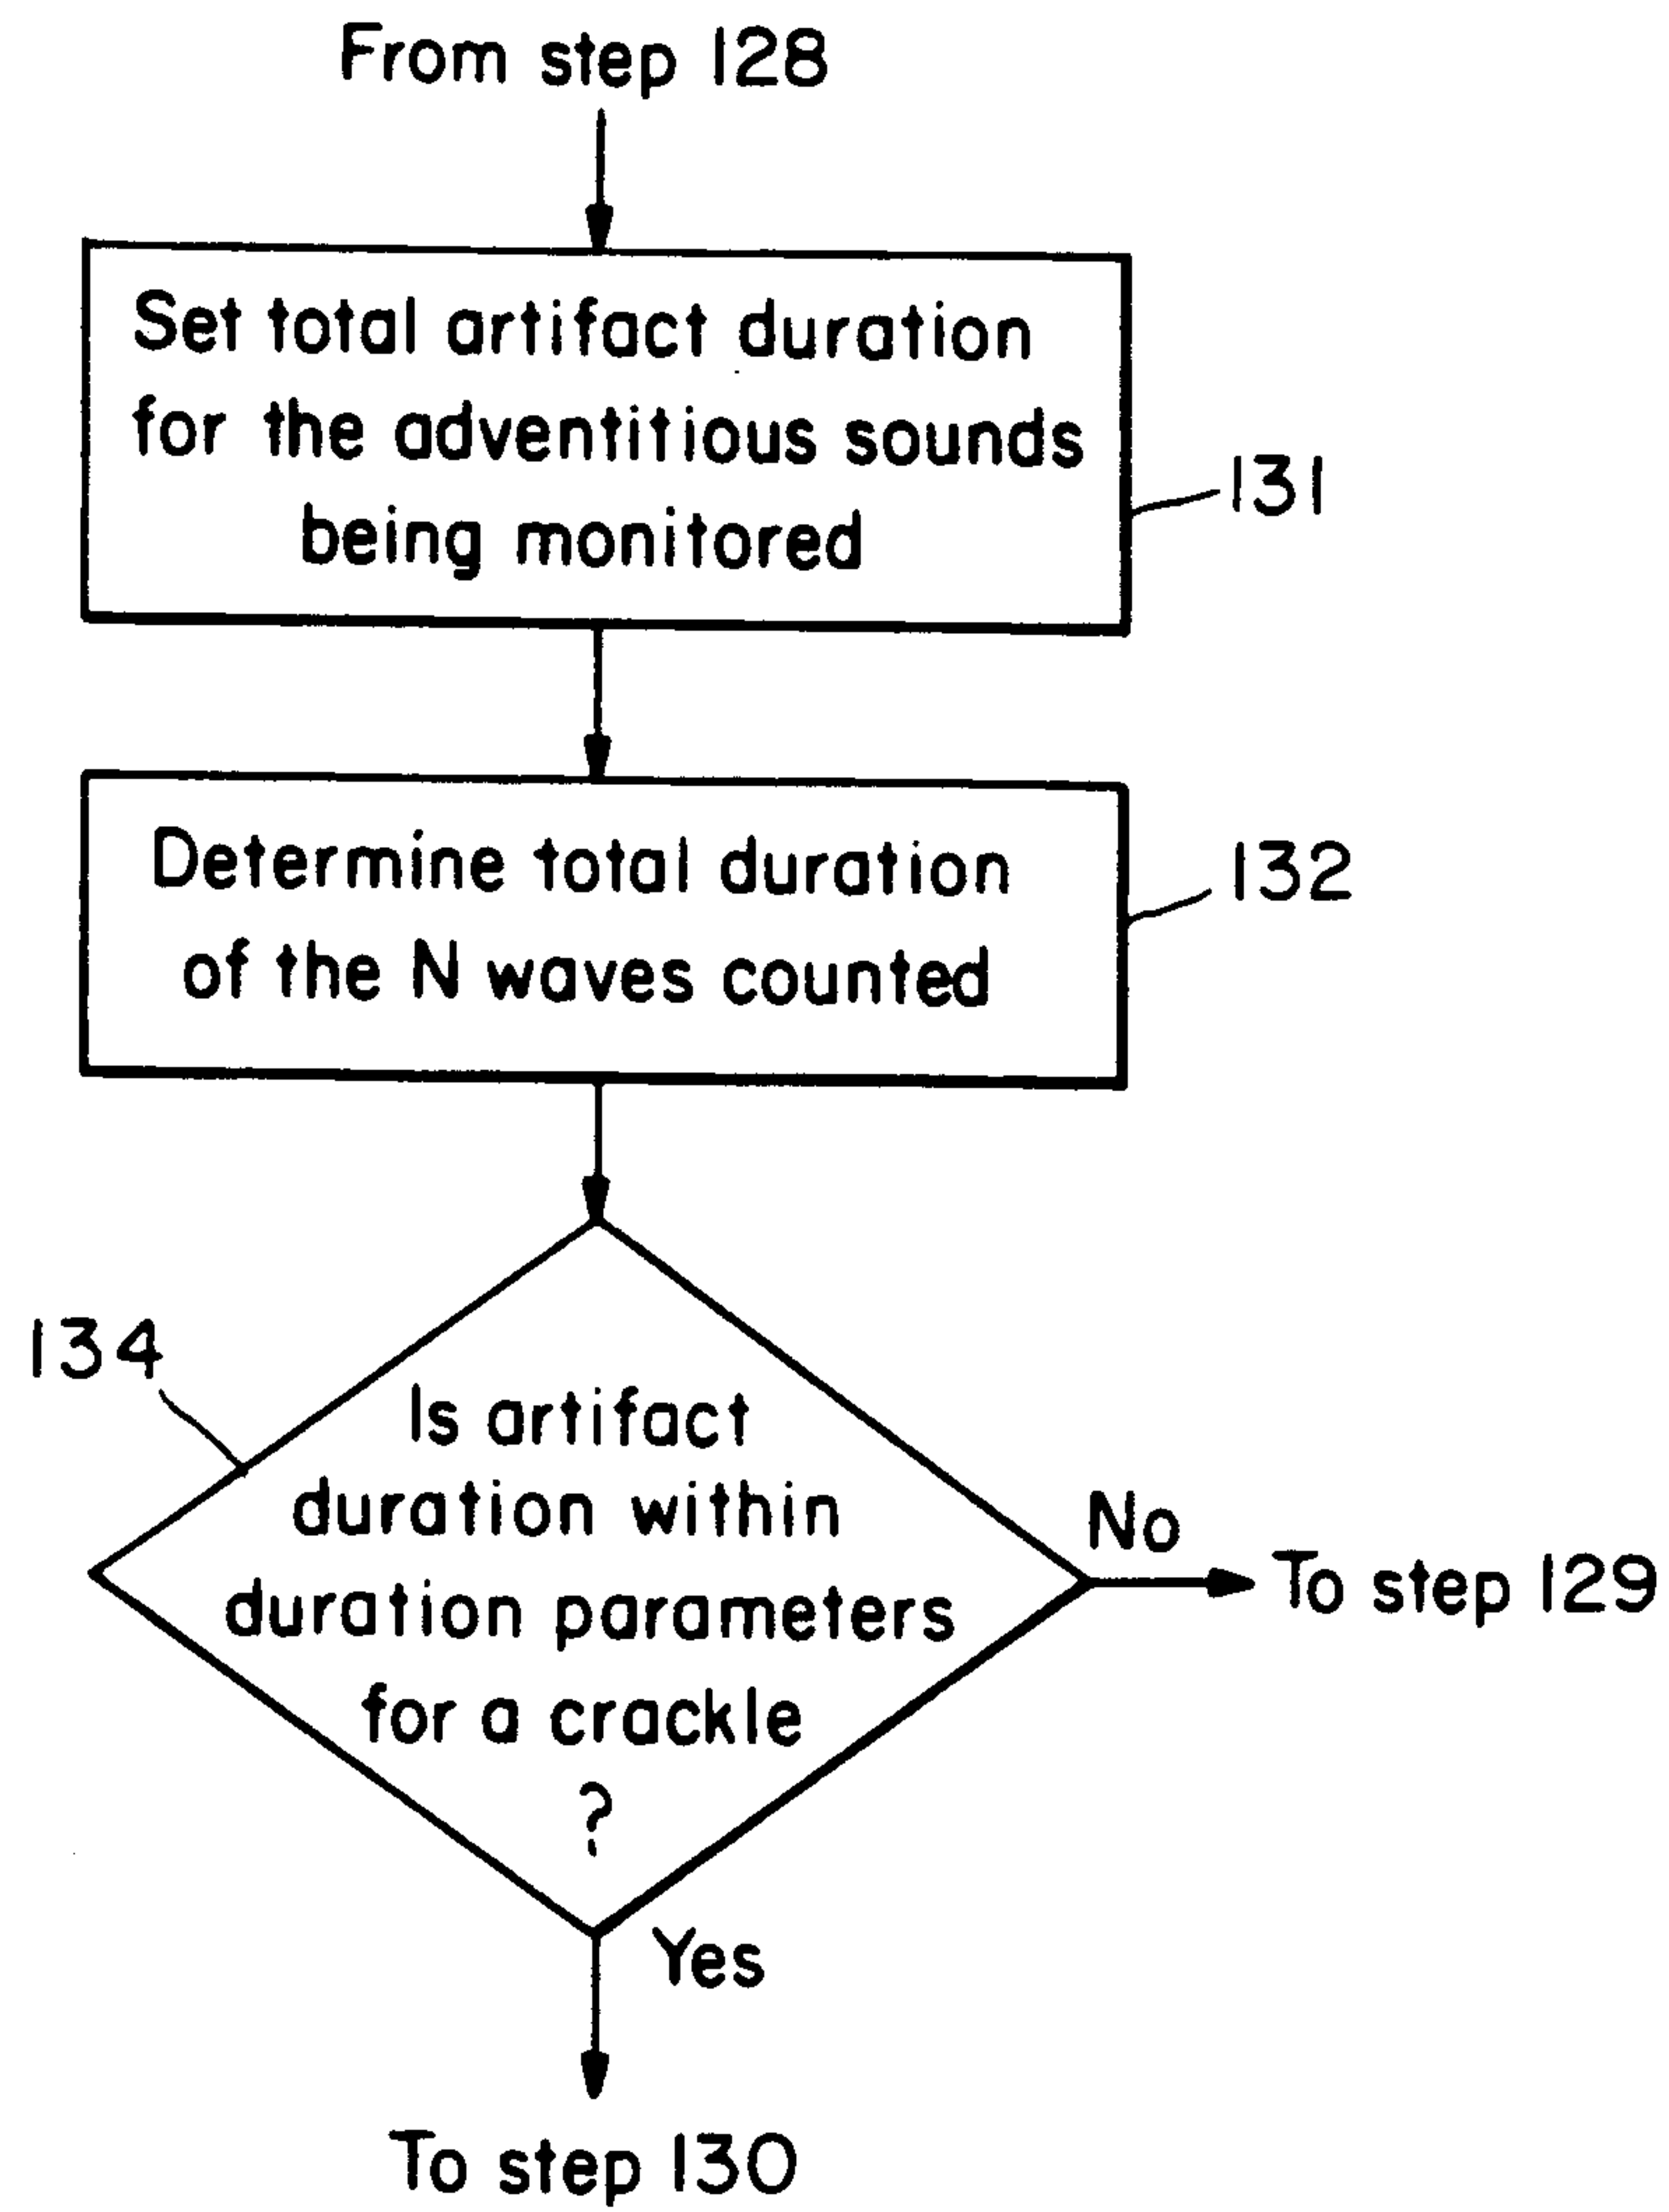 From step 128
Set total artifact duration
for the adventitious sounds
being monitored
131
Determine total duration
of the N waves counted
132
134
Is artifact
duration within
duration parameters
for a crackle
?
No
To step 129
Yes
To step 130